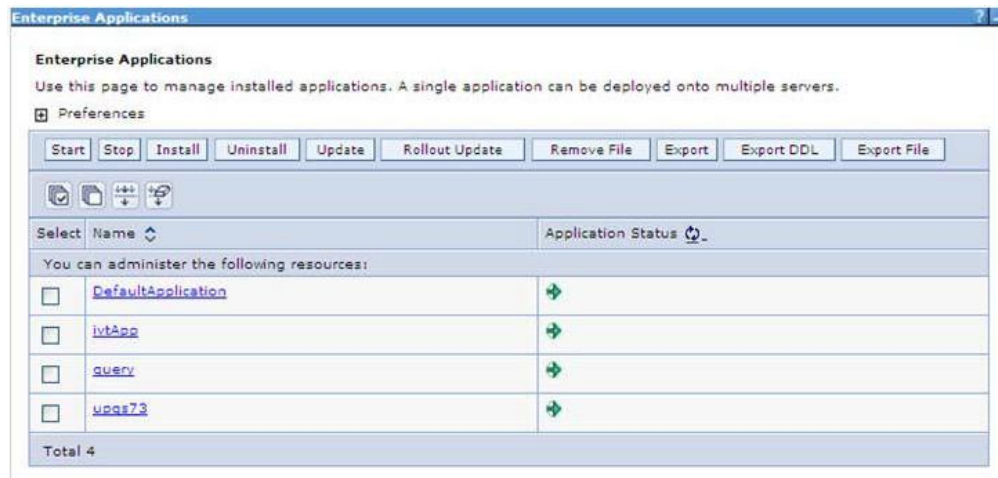 Enterprise Applications
?
Enterprise Applications
Use this page to manage installed applications. A single application can be deployed onto multiple servers.
Preferences
Start Stop Install Uninstall Update Rollout Update Remove File Export Export DDL Export File
Select Name Application Status
You can administer the following resources:
DefaultApplication
ivtApp
query
upgs73
Total 4